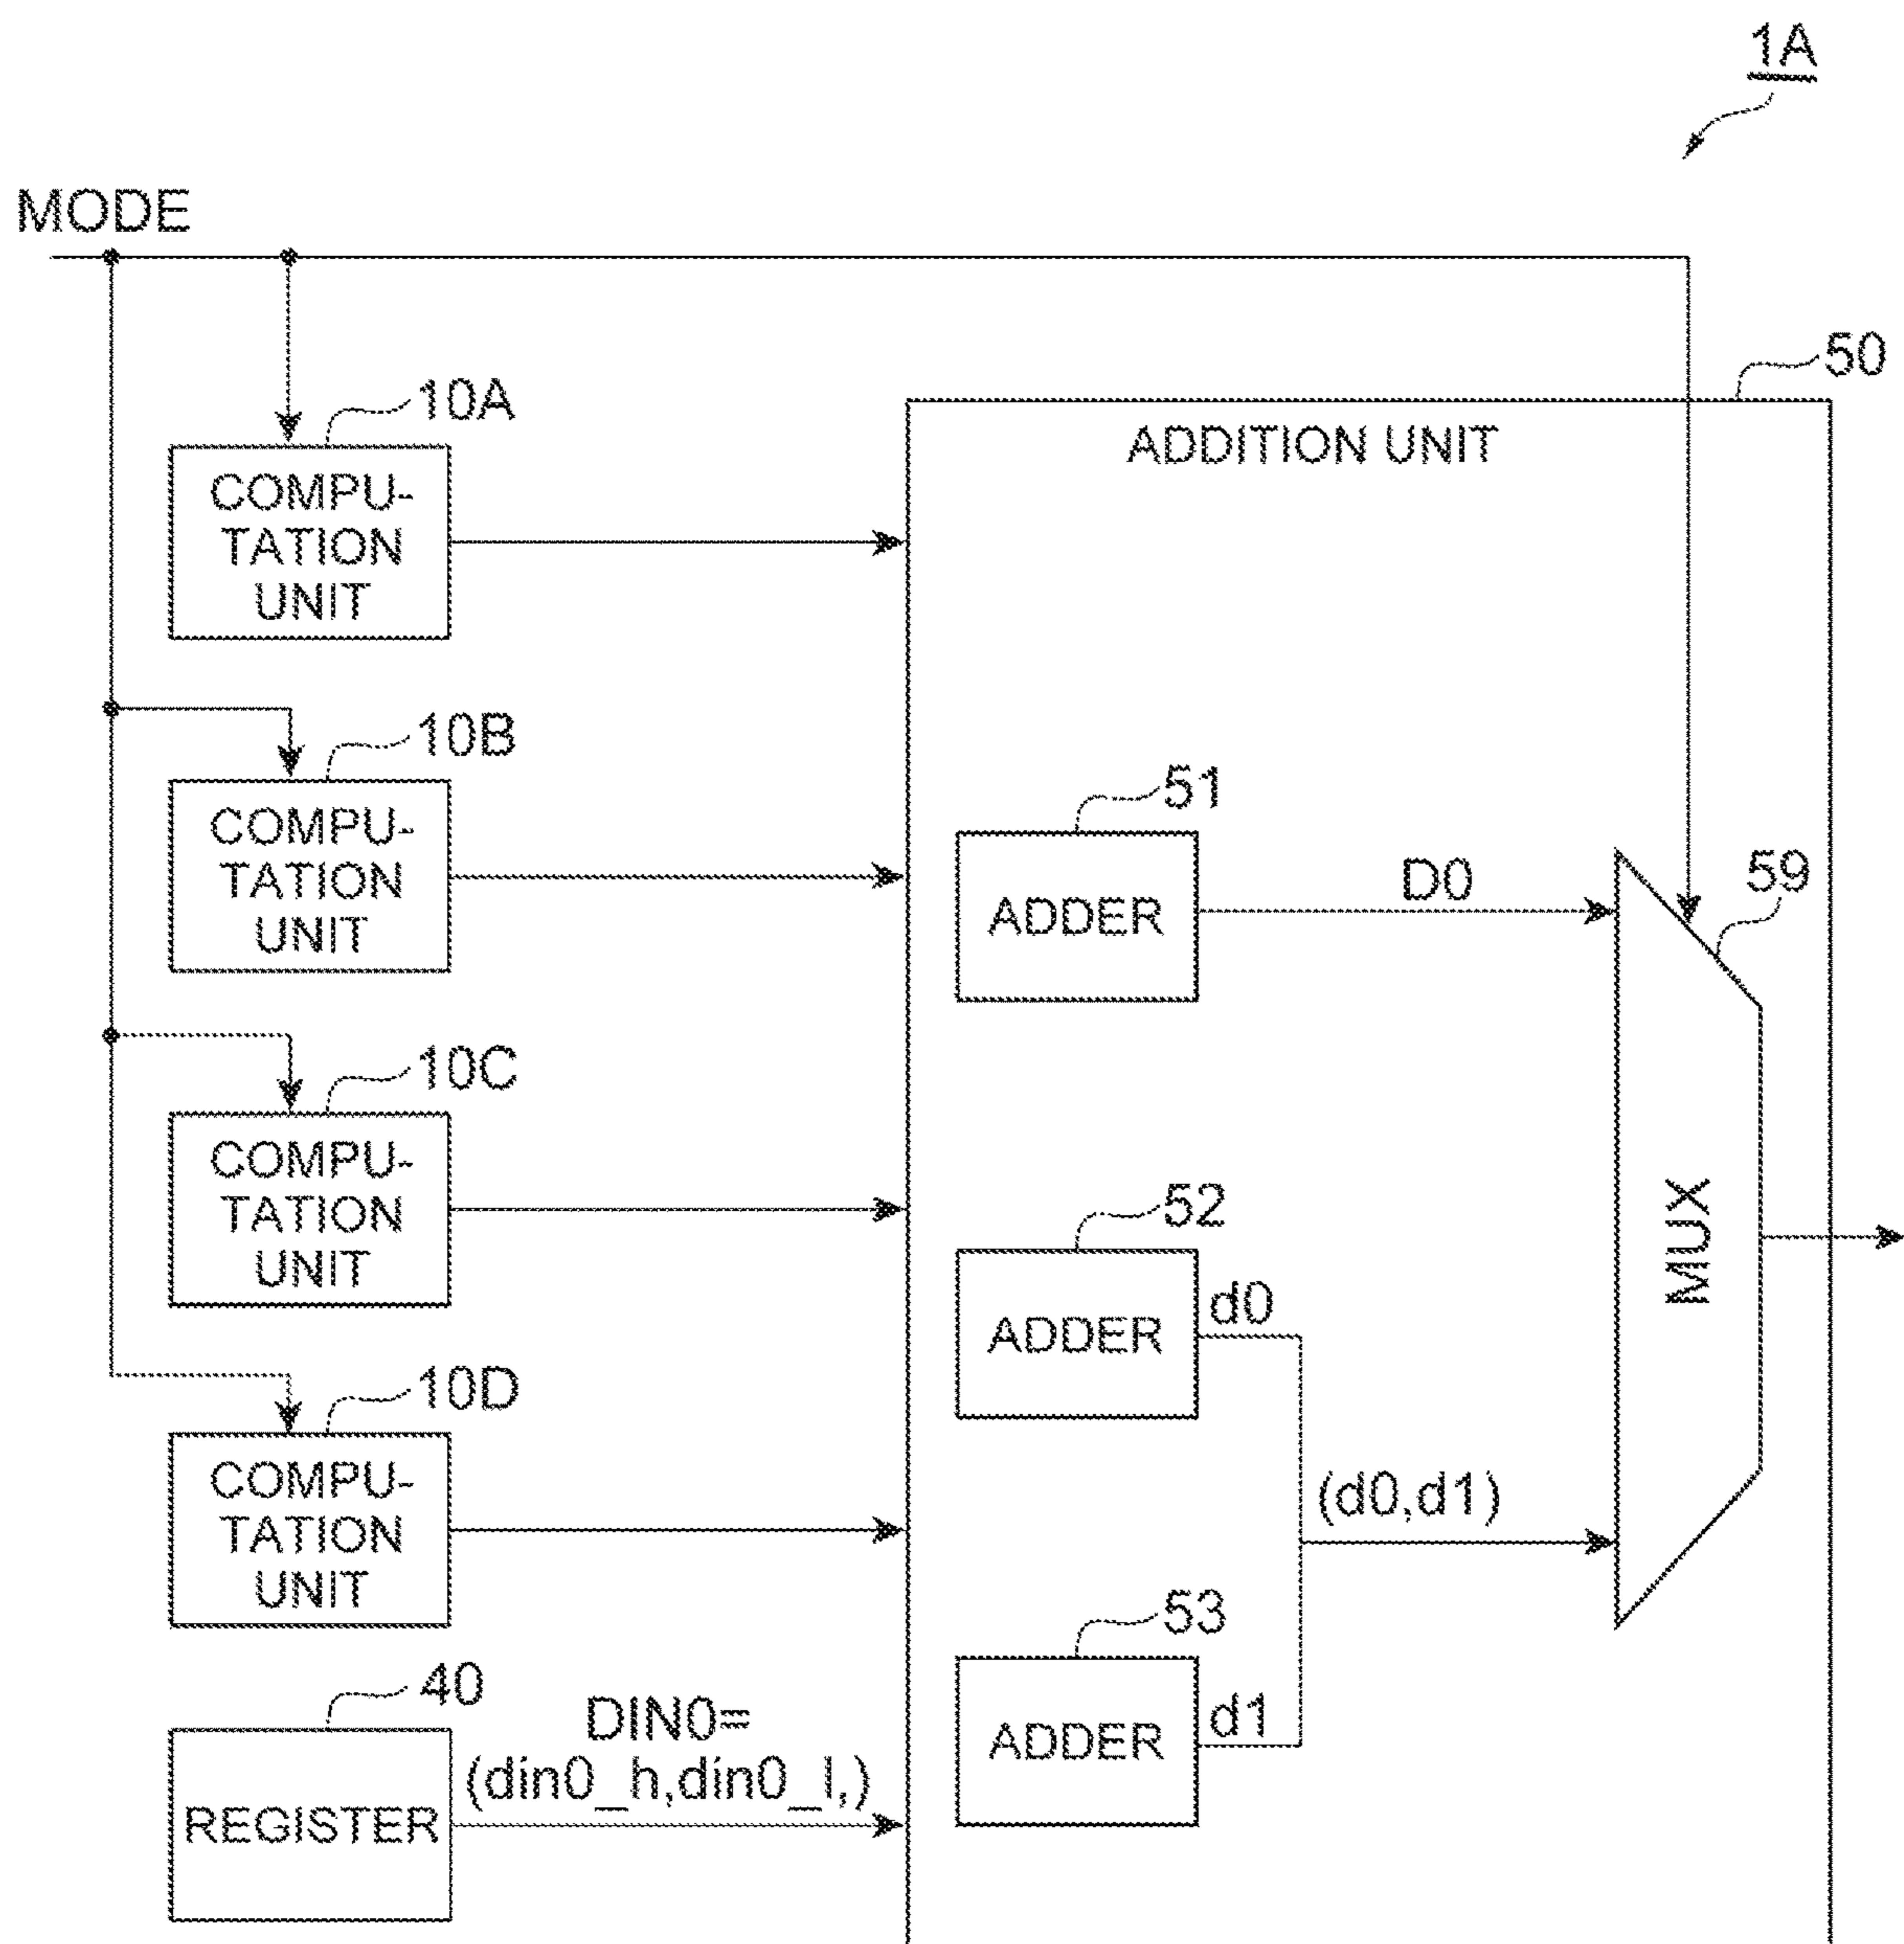 1A
MODE
50
10A
ADDITION UNIT
COMPU-
TATION
UNIT
10B
COMPU-
TATION
UNIT
51
ADDER
D0
59
10C
COMPU-
TATION
UNIT
52
ADDER
d0
MUX
10D
COMPU-
TATION
UNIT
(d0,d1)
53
ADDER
d1
40
REGISTER
DIN0=
(din0_h,din0_l,)